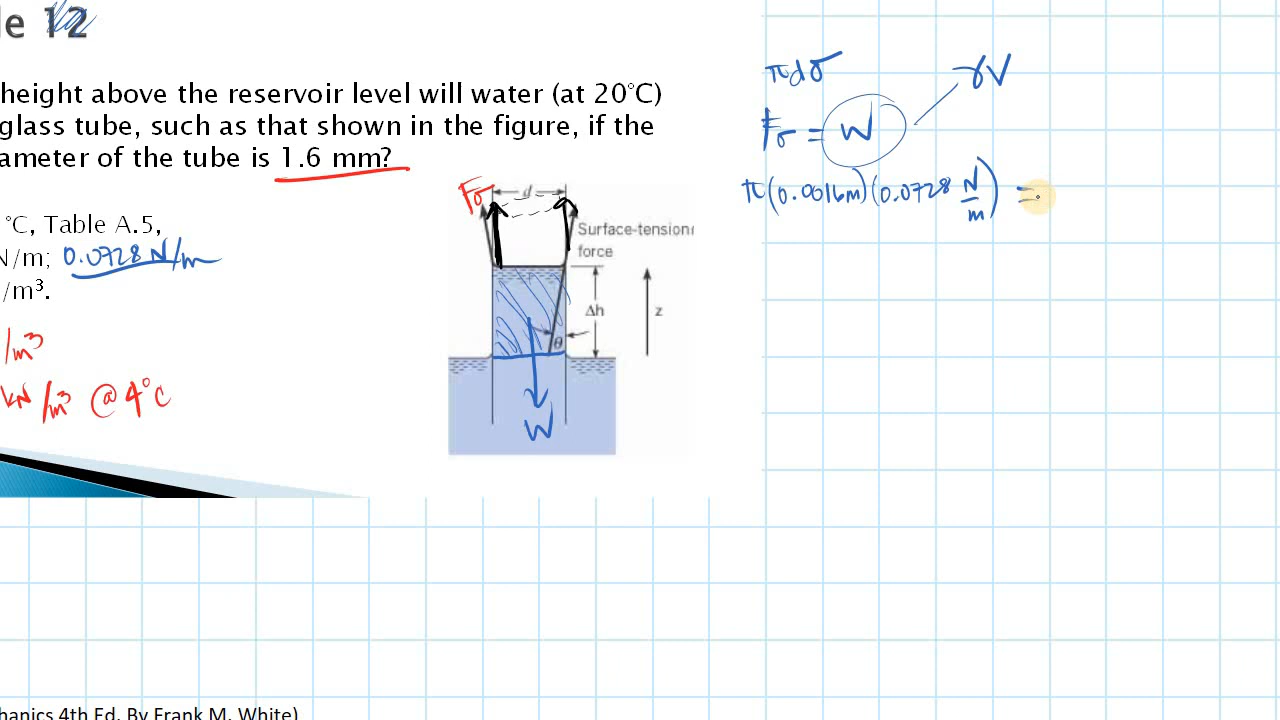 le 12
height above the reservoir level will water (at 20°C)
glass tube, such as that shown in the figure, if the
ameter of the tube is 1.6 mm?
°C, Table A.5,
N/m; 0.0728 N/m
/m³.
/m³
kN/m³ @ 4°C
Fσ
d
Surface-tension
force
Δh
z
θ
W
πdσ
γV
Fσ = W
π(0.0016m)(0.0728 N/m) =
hanics 4th Ed. By Frank M. White)